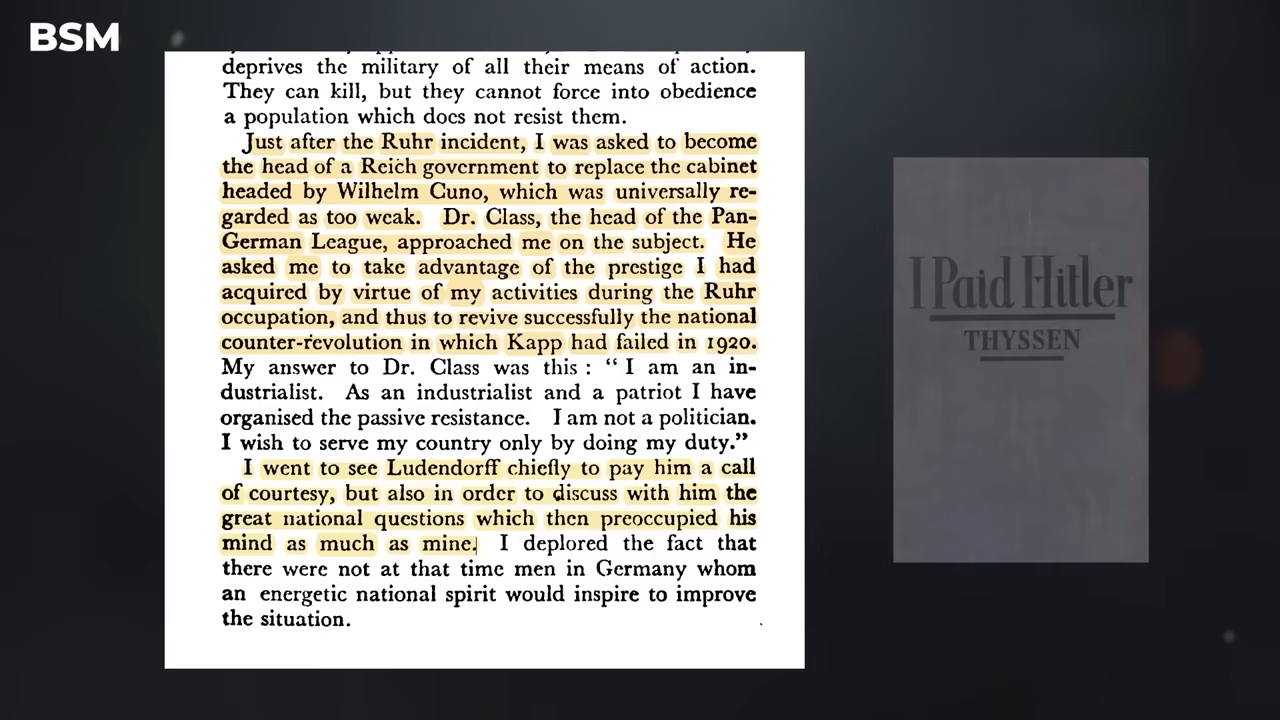 BSM
deprives the military of all their means of action.
They can kill, but they cannot force into obedience
a population which does not resist them.
Just after the Ruhr incident, I was asked to become
the head of a Reich government to replace the cabinet
headed by Wilhelm Cuno, which was universally re-
garded as too weak. Dr. Class, the head of the Pan-
German League, approached me on the subject. He
asked me to take advantage of the prestige I had
acquired by virtue of my activities during the Ruhr
occupation, and thus to revive successfully the national
counter-revolution in which Kapp had failed in 1920.
My answer to Dr. Class was this : “ I am an in-
dustrialist. As an industrialist and a patriot I have
organised the passive resistance. I am not a politician.
I wish to serve my country only by doing my duty.”
I went to see Ludendorff chiefly to pay him a call
of courtesy, but also in order to discuss with him the
great national questions which then preoccupied his
mind as much as mine. I deplored the fact that
there were not at that time men in Germany whom
an energetic national spirit would inspire to improve
the situation.
I Paid Hitler
THYSSEN